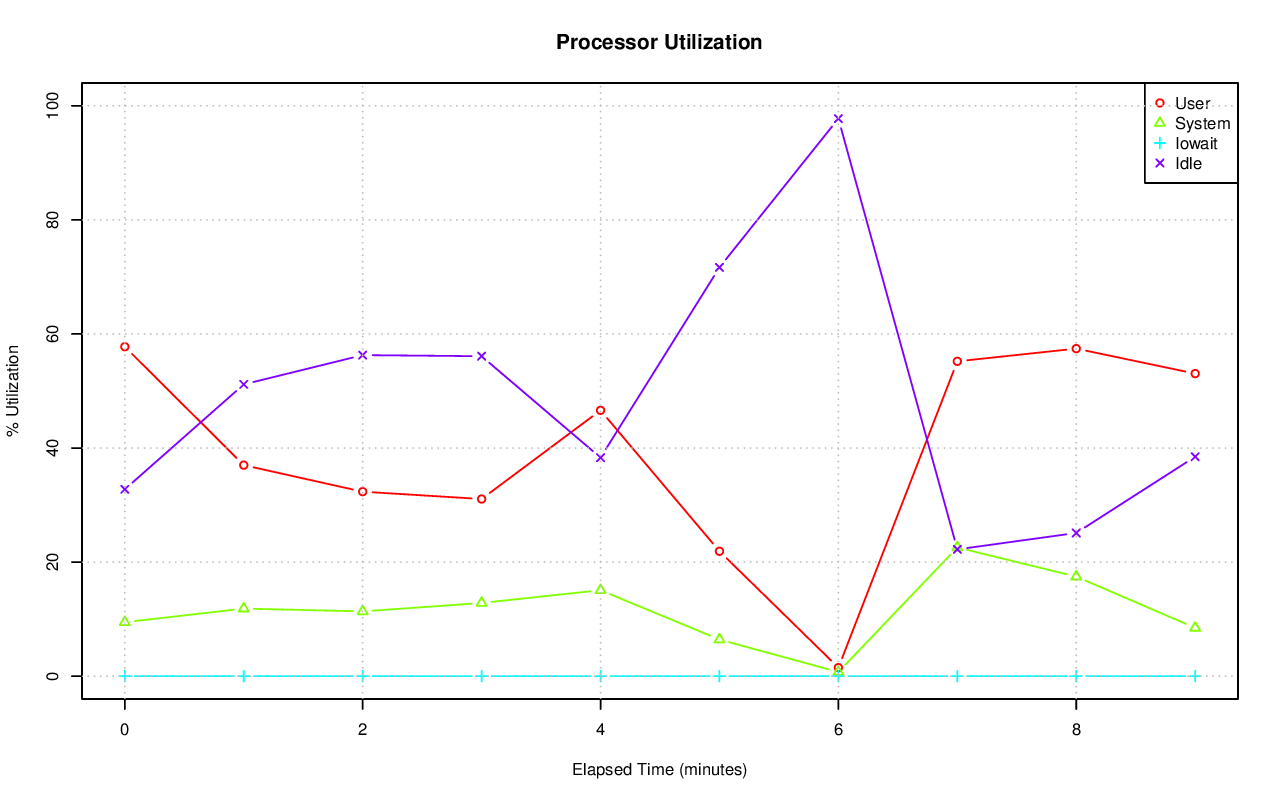 Processor Utilization
User
System
Iowait
Idle
% Utilization
100
80
60
40
20
0
0 2 4 6 8
Elapsed Time (minutes)